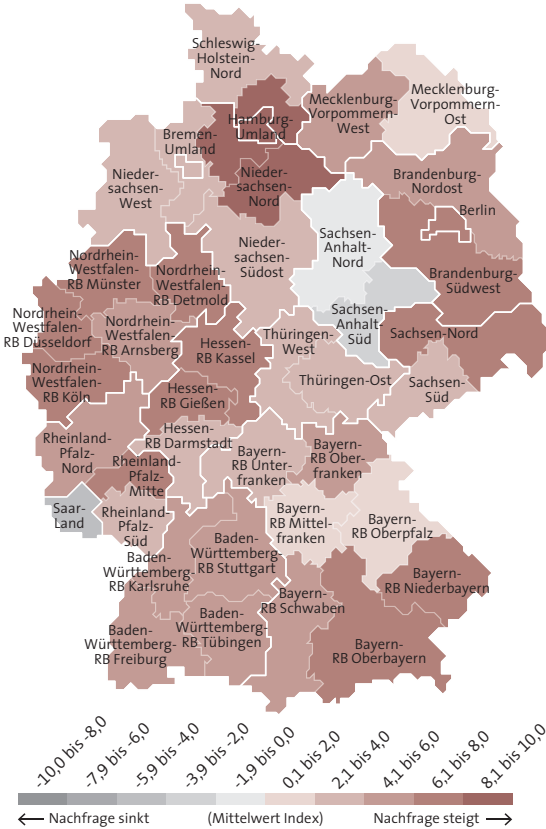 Schleswig-
Holstein-
Nord
Mecklenburg-
Vorpommern-
Ost
Mecklenburg-
Vorpommern-
West
Hamburg-
Umland
Bremen-
Umland
Nieder-
sachsen-
West
Nieder-
sachsen-
Nord
Brandenburg-
Nordost
Berlin
Sachsen-
Anhalt-
Nord
Nieder-
sachsen-
Südost
Nordrhein-
Westfalen-
RB Münster
Nordrhein-
Westfalen-
RB Detmold
Brandenburg-
Südwest
Nordrhein-
Westfalen-
RB Düsseldorf
Nordrhein-
Westfalen-
RB Arnsberg
Sachsen-
Anhalt-
Süd
Sachsen-Nord
Hessen-
RB Kassel
Thüringen-
West
Nordrhein-
Westfalen-
RB Köln
Hessen-
RB Gießen
Thüringen-Ost
Sachsen-
Süd
Rheinland-
Pfalz-
Nord
Hessen-
RB Darmstadt
Bayern-
RB Unter-
franken
Bayern-
RB Ober-
franken
Rheinland-
Pfalz-
Mitte
Saar-
Land
Rheinland-
Pfalz-
Süd
Bayern-
RB Mittel-
franken
Bayern-
RB Oberpfalz
Baden-
Württemberg-
RB Stuttgart
Baden-
Württemberg-
RB Karlsruhe
Bayern-
RB Niederbayern
Bayern-
RB Schwaben
Baden-
Württemberg-
RB Tübingen
Baden-
Württemberg-
RB Freiburg
Bayern-
RB Oberbayern
-10,0 bis -8,0
-7,9 bis -6,0
-5,9 bis -4,0
-3,9 bis -2,0
-1,9 bis 0,0
0,1 bis 2,0
2,1 bis 4,0
4,1 bis 6,0
6,1 bis 8,0
8,1 bis 10,0
Nachfrage sinkt
(Mittelwert Index)
Nachfrage steigt